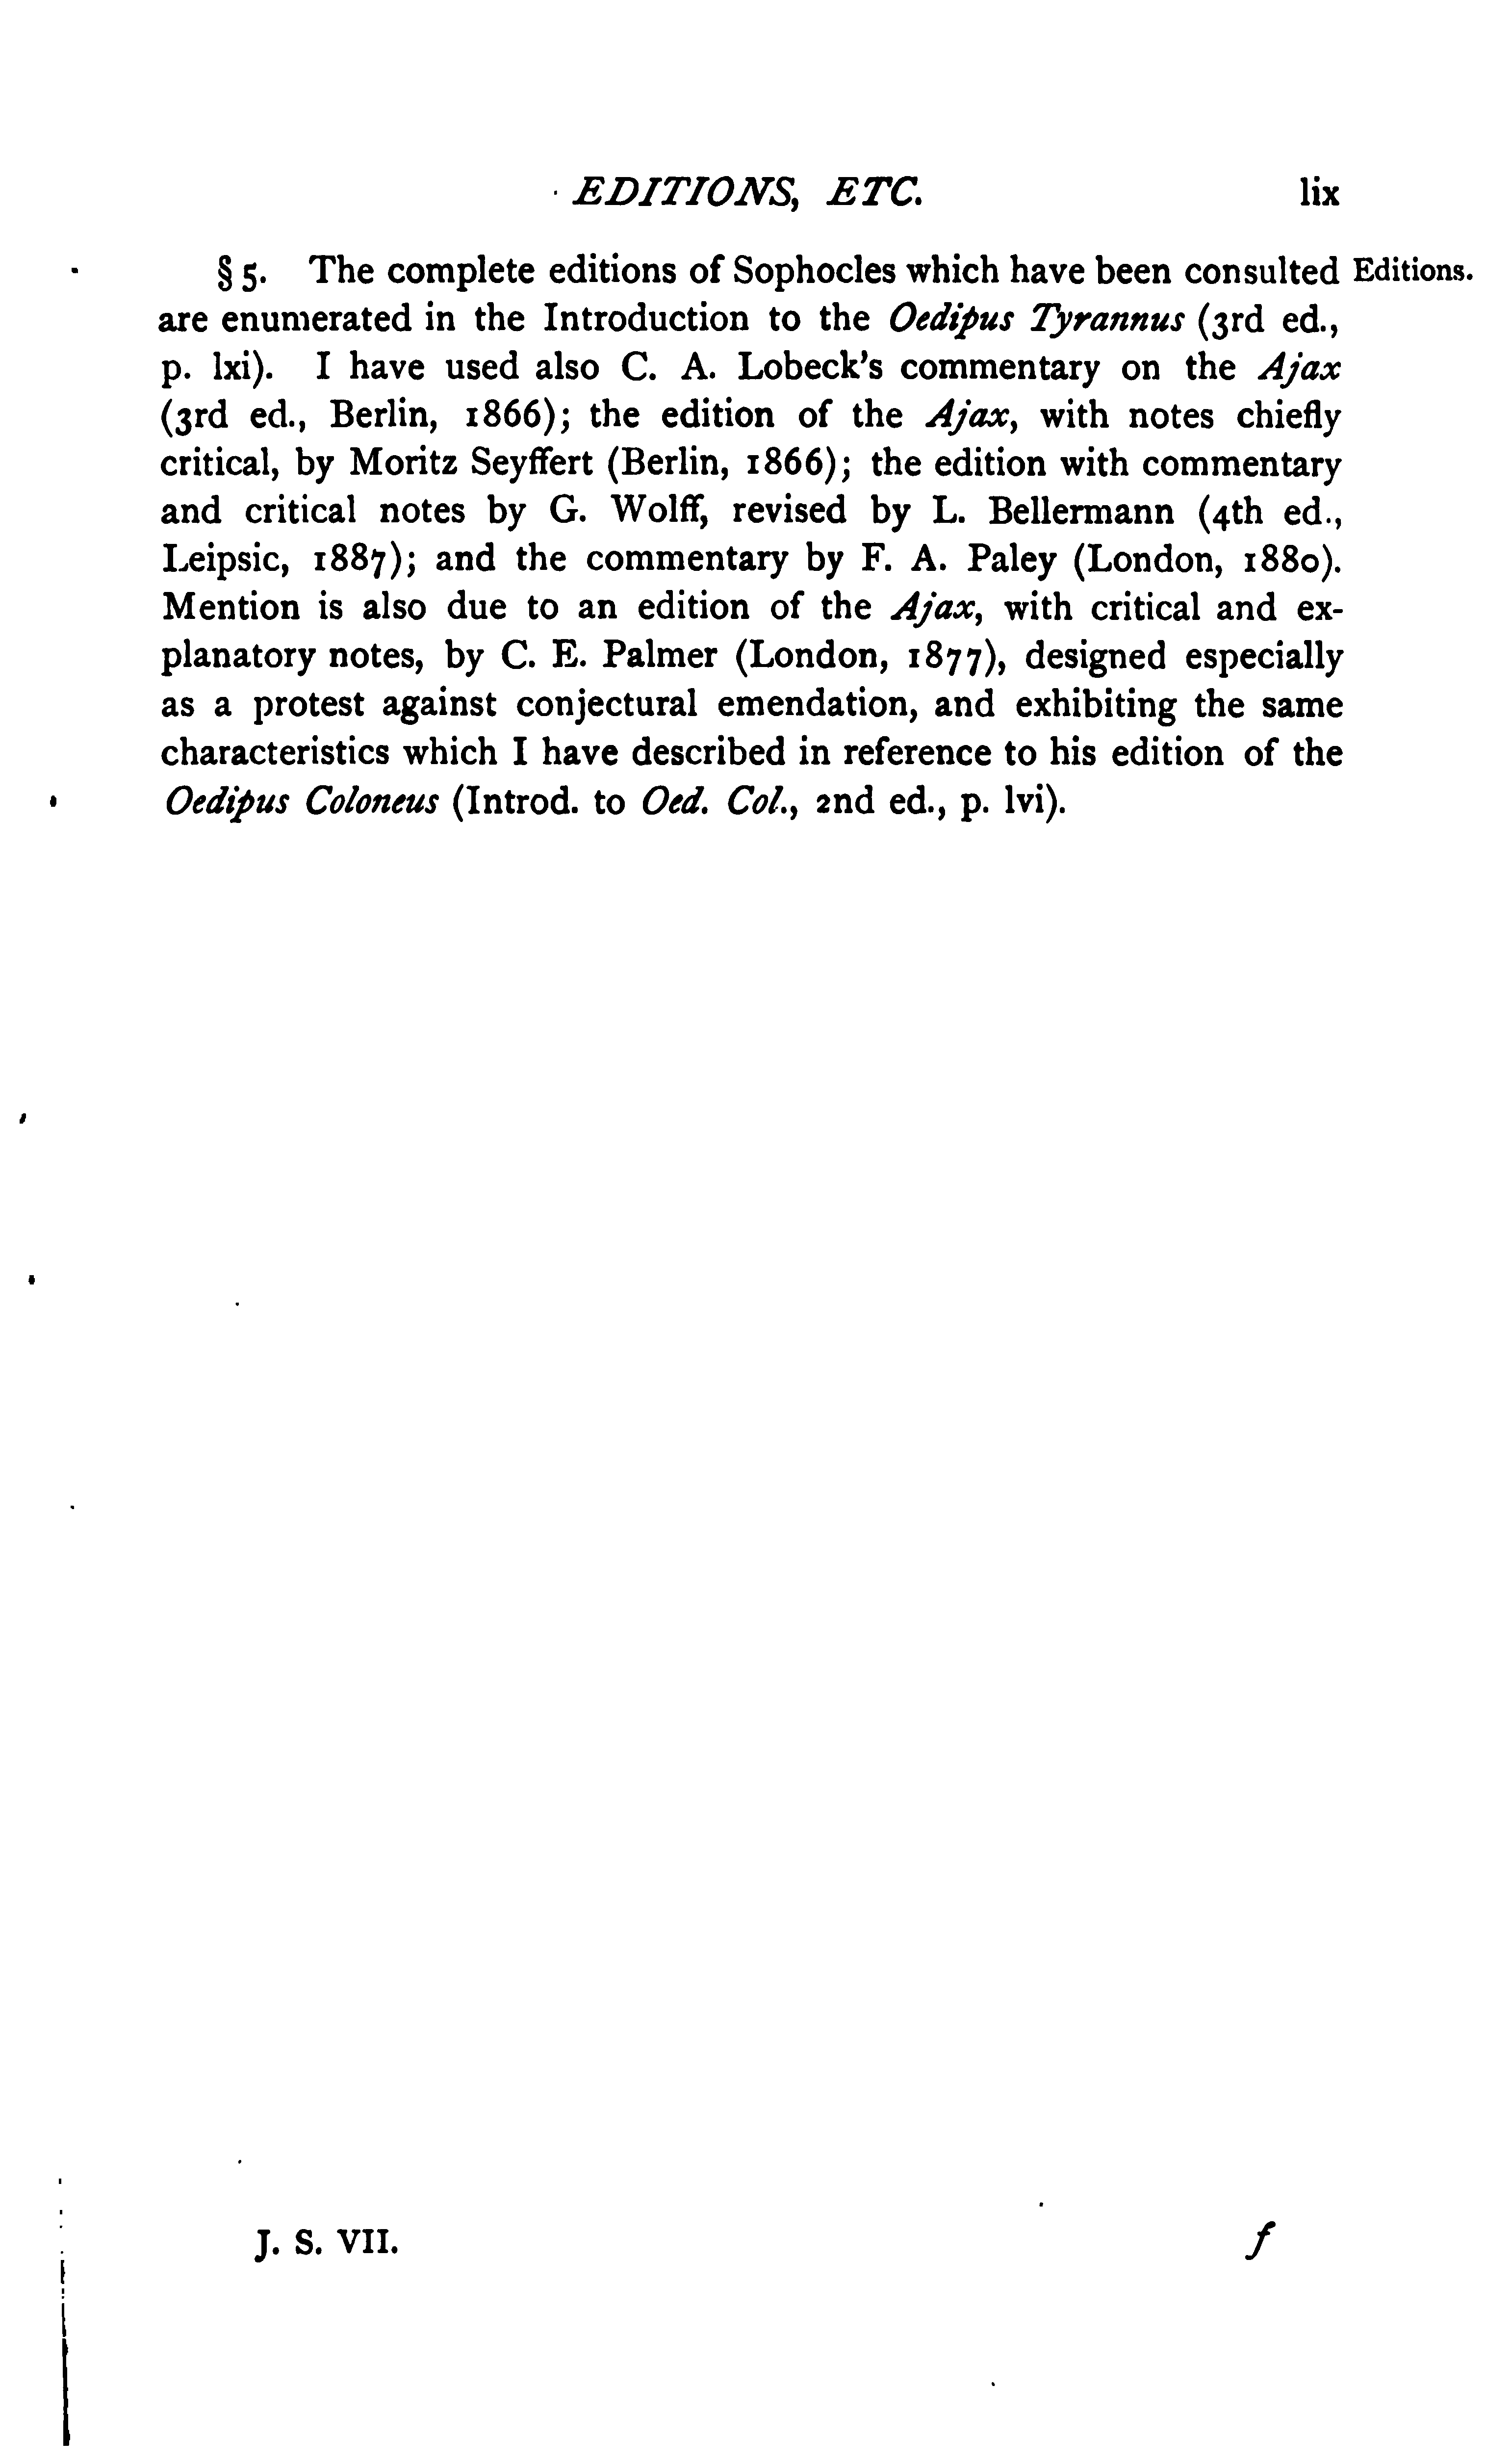 EDITIONS, ETC. lix
§ 5. The complete editions of Sophocles which have been consulted Editions.
are enumerated in the Introduction to the Oedipus Tyrannus (3rd ed.,
p. lxi). I have used also C. A. Lobeck's commentary on the Ajax
(3rd ed., Berlin, 1866); the edition of the Ajax, with notes chiefly
critical, by Moritz Seyffert (Berlin, 1866); the edition with commentary
and critical notes by G. Wolff, revised by L. Bellermann (4th ed.,
Leipsic, 1887); and the commentary by F. A. Paley (London, 1880).
Mention is also due to an edition of the Ajax, with critical and ex-
planatory notes, by C. E. Palmer (London, 1877), designed especially
as a protest against conjectural emendation, and exhibiting the same
characteristics which I have described in reference to his edition of the
Oedipus Coloneus (Introd. to Oed. Col., 2nd ed., p. lvi).
J. S. VII. f